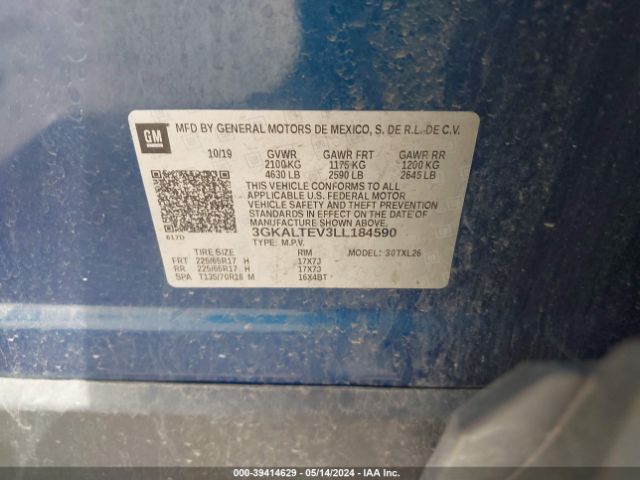 GM MFD BY GENERAL MOTORS DE MEXICO, S. DE R.L. DE C.V.
10/19 GVWR GAWR FRT GAWR RR
2100KG 1175 KG 1200 KG
4630 LB 2590 LB 2645 LB
THIS VEHICLE CONFORMS TO ALL
APPLICABLE U.S. FEDERAL MOTOR
VEHICLE SAFETY AND THEFT PREVENTION
STANDARDS IN EFFECT ON THE DATE OF
MANUFACTURE SHOWN ABOVE.
617D 3GKALTEV3LL184590
TYPE: M.P.V.
TIRE SIZE RIM MODEL: 30TXL26
FRT 225/65R17 H 17X7J
RR 225/65R17 H 17X7J
SPA T135/70R16 M 16X4BT
000-39414629 - 05/14/2024 - IAA Inc.